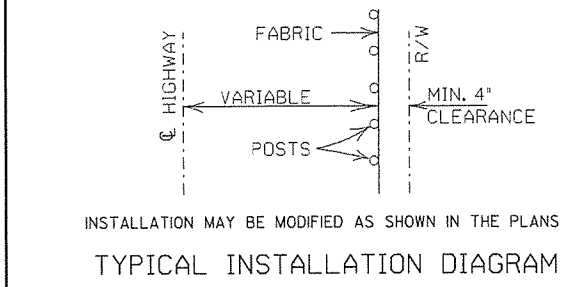 FABRIC
℄ HIGHWAY
R/W
VARIABLE
MIN. 4"
CLEARANCE
POSTS
INSTALLATION MAY BE MODIFIED AS SHOWN IN THE PLANS
TYPICAL INSTALLATION DIAGRAM